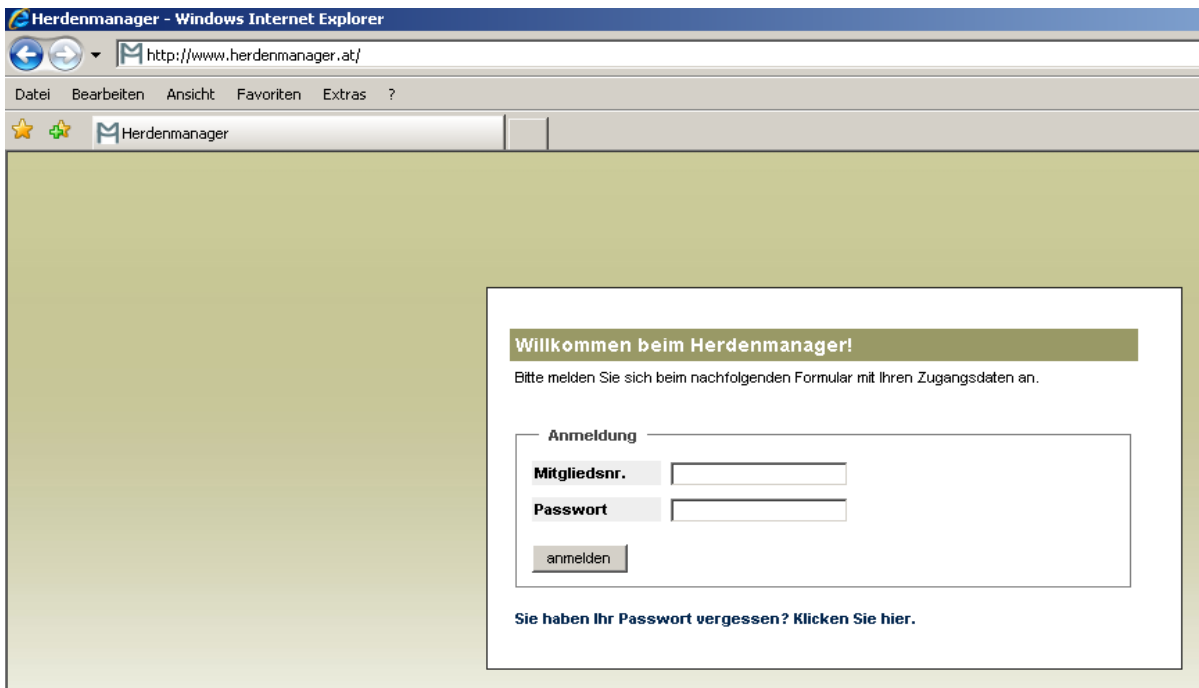 Herdenmanager - Windows Internet Explorer
http://www.herdenmanager.at/
Datei Bearbeiten Ansicht Favoriten Extras ?
Herdenmanager
Willkommen beim Herdenmanager!
Bitte melden Sie sich beim nachfolgenden Formular mit Ihren Zugangsdaten an.
Anmeldung
Mitgliedsnr.
Passwort
anmelden
Sie haben Ihr Passwort vergessen? Klicken Sie hier.